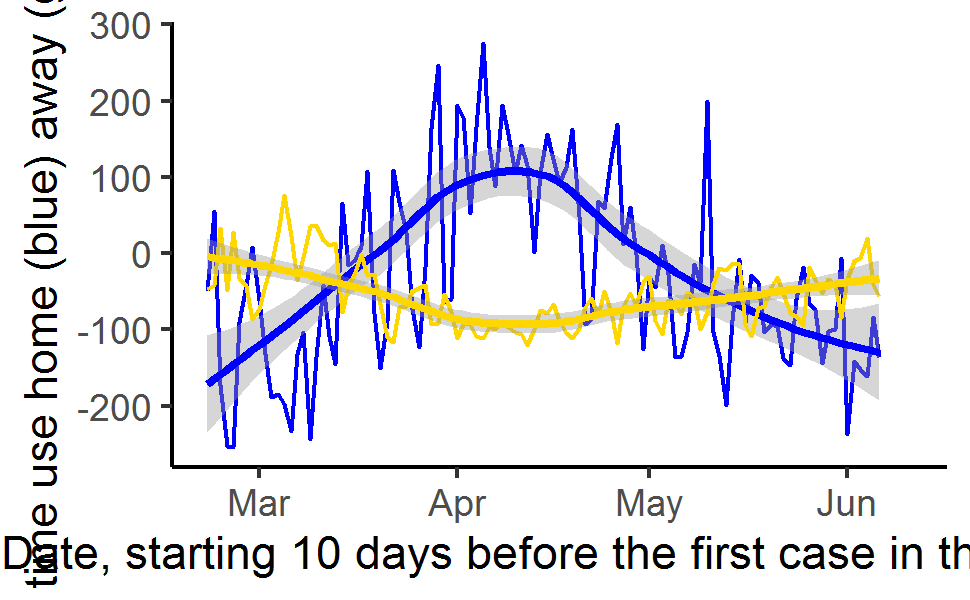 time use home (blue) away (
300
200
100
0
-100
-200
Mar Apr May Jun
Date, starting 10 days before the first case in th